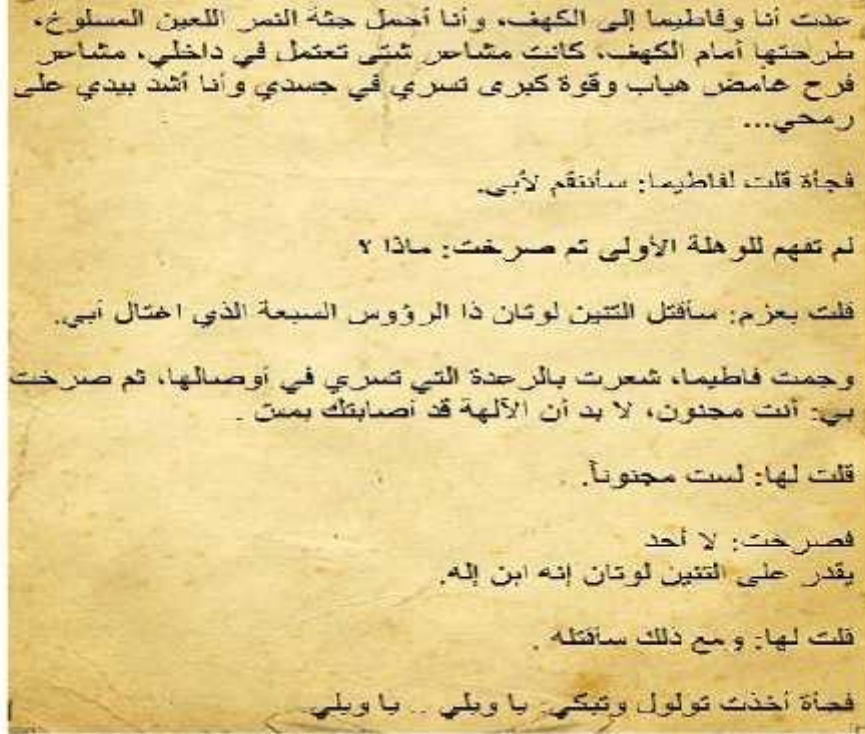 عدت أنا وفاطيما إلى الكهف، وأنا أحمل جثة النمر اللعين المسلوخ،
طرحتها أمام الكهف، كانت مشاعر شتى تعتمل في داخلي، مشاعر
فرح غامض هياب وقوة كبرى تسري في جسدي وأنا أشد بيدي على
رمحي...
فجأة قلت لفاطيما: سأنتقم لأبي.
لم تفهم للوهلة الأولى ثم صرخت: ماذا ؟
قلت بعزم: سأقتل التنين لوتان ذا الرؤوس السبعة الذي اغتال أبي.
وجمت فاطيما، شعرت بالرعدة التي تسري في أوصالها، ثم صرخت
بي: أنت مجنون، لا بد أن الآلهة قد أصابتك بمس .
قلت لها: لست مجنوناً. .
فصرخت: لا أحد
يقدر على التنين لوتان إنه ابن إله.
قلت لها: ومع ذلك سأقتله .
فجأة أخذت تولول وتبكي: يا ويلي .. يا ويلي